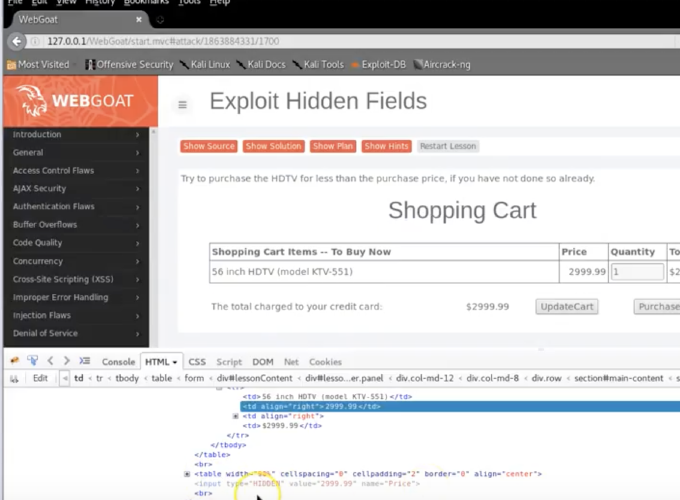 File Edit View History Bookmarks Tools Help
WebGoat
127.0.0.1/WebGoat/start.mvc#attack/1863884331/1700
Most Visited Offensive Security Kali Linux Kali Docs Kali Tools Exploit-DB Aircrack-ng
WEBGOAT
Exploit Hidden Fields
Introduction
General
Access Control Flaws
AJAX Security
Authentication Flaws
Buffer Overflows
Code Quality
Concurrency
Cross-Site Scripting (XSS)
Improper Error Handling
Injection Flaws
Denial of Service
Show Source Show Solution Show Plan Show Hints Restart Lesson
Try to purchase the HDTV for less than the purchase price, if you have not done so already.
Shopping Cart
Shopping Cart Items -- To Buy Now Price Quantity To
56 inch HDTV (model KTV-551) 2999.99 1 $2
The total charged to your credit card: $2999.99 UpdateCart Purchase
Console HTML CSS Script DOM Net Cookies
Edit td < tr < tbody < table < form < div#lessonContent < div#lesso...er.panel < div.col-md-12 < div.col-md-8 < div.row < section#main-content < s
<td>56 inch HDTV (model KTV-551)</td>
<td align="right">2999.99</td>
<td align="right">
<td>$2999.99</td>
</tr>
</tbody>
</table>
<br>
<table width= cellspacing="0" cellpadding="2" border="0" align="center">
<input type="HIDDEN" value="2999.99" name="Price">
<br>